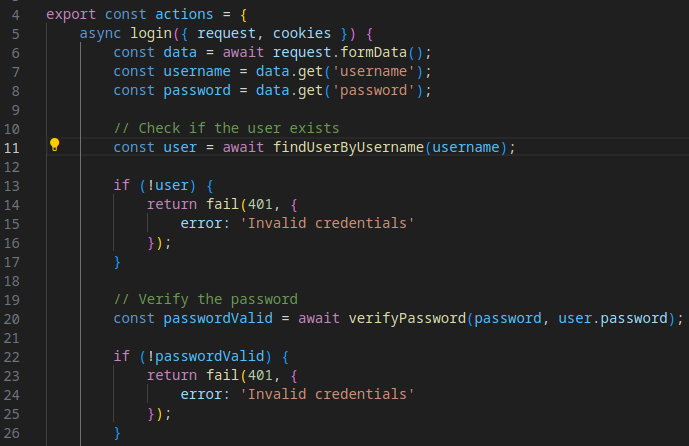 4 export const actions = {
5 async login({ request, cookies }) {
6 const data = await request.formData();
7 const username = data.get('username');
8 const password = data.get('password');
9
10 // Check if the user exists
11 const user = await findUserByUsername(username);
12
13 if (!user) {
14 return fail(401, {
15 error: 'Invalid credentials'
16 });
17 }
18
19 // Verify the password
20 const passwordValid = await verifyPassword(password, user.password);
21
22 if (!passwordValid) {
23 return fail(401, {
24 error: 'Invalid credentials'
25 });
26 }